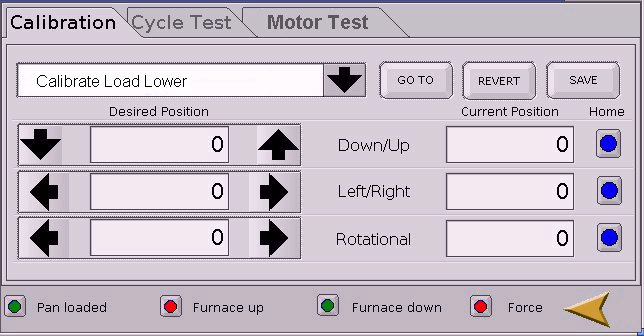 Calibration Cycle Test Motor Test
Calibrate Load Lower GO TO REVERT SAVE
Desired Position Current Position Home
0 Down/Up 0
0 Left/Right 0
0 Rotational 0
Pan loaded Furnace up Furnace down Force